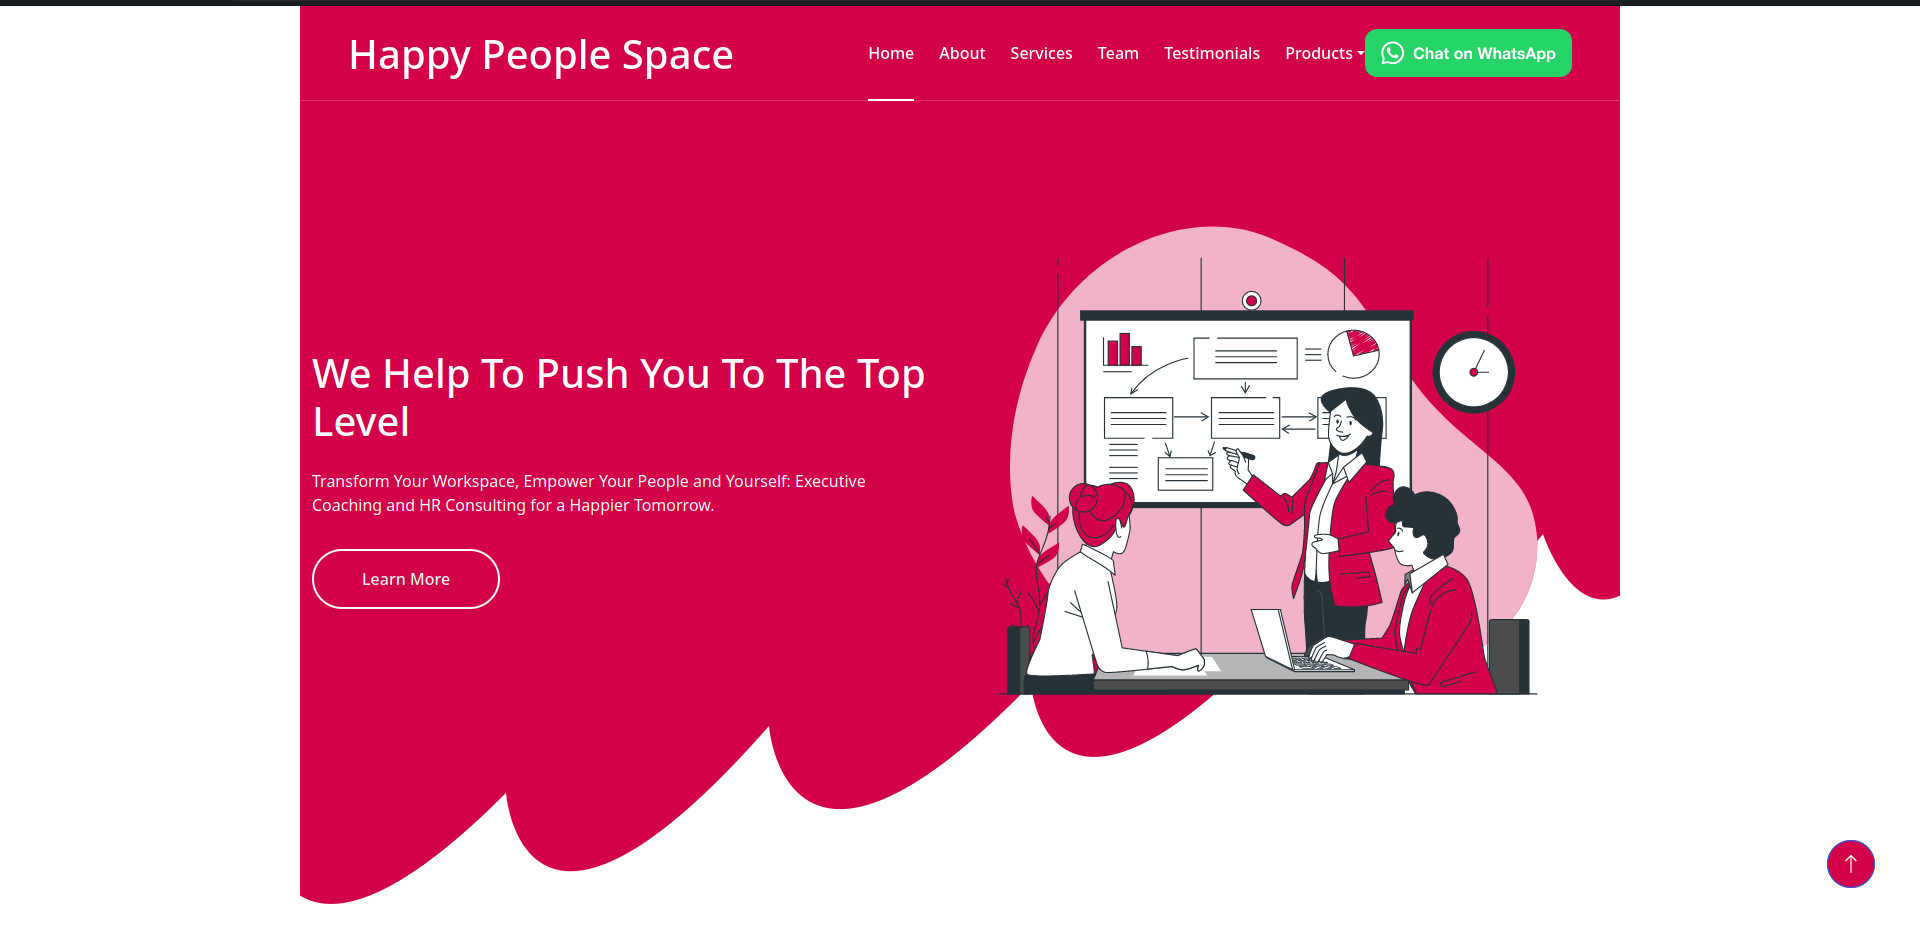 Happy People Space
Home About Services Team Testimonials Products Chat on WhatsApp
We Help To Push You To The Top
Level
Transform Your Workspace, Empower Your People and Yourself: Executive
Coaching and HR Consulting for a Happier Tomorrow.
Learn More